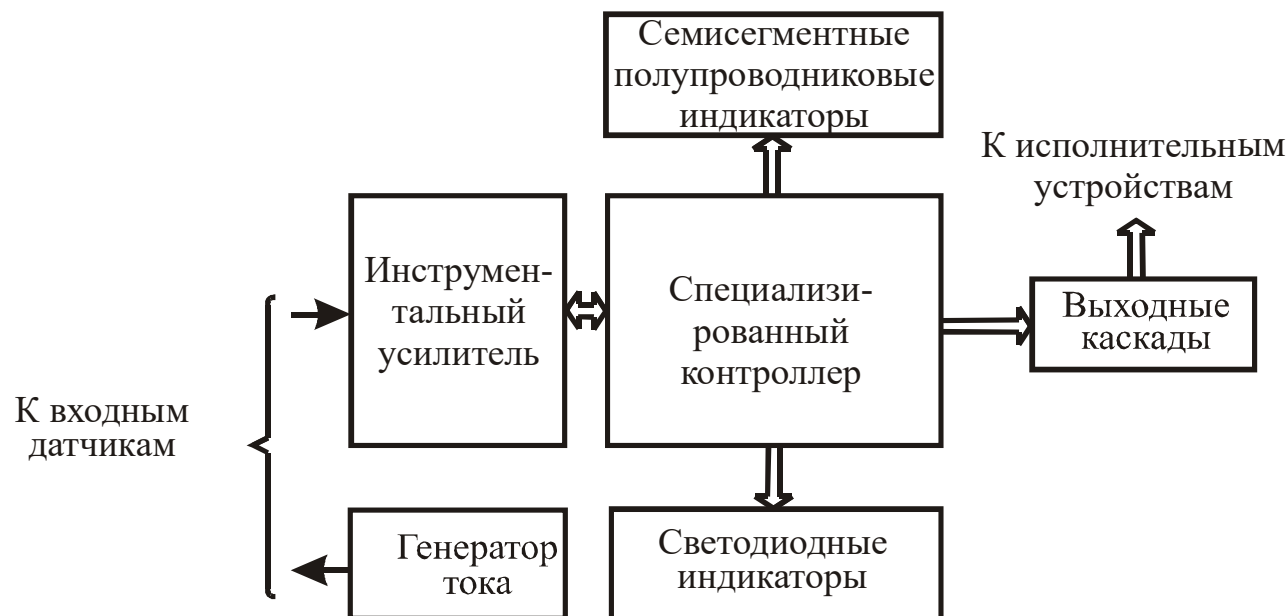 Семисегментные
полупроводниковые
индикаторы
К исполнительным
устройствам
Инструмен-
тальный
усилитель
Специализи-
рованный
контроллер
Выходные
каскады
К входным
датчикам
Генератор
тока
Светодиодные
индикаторы